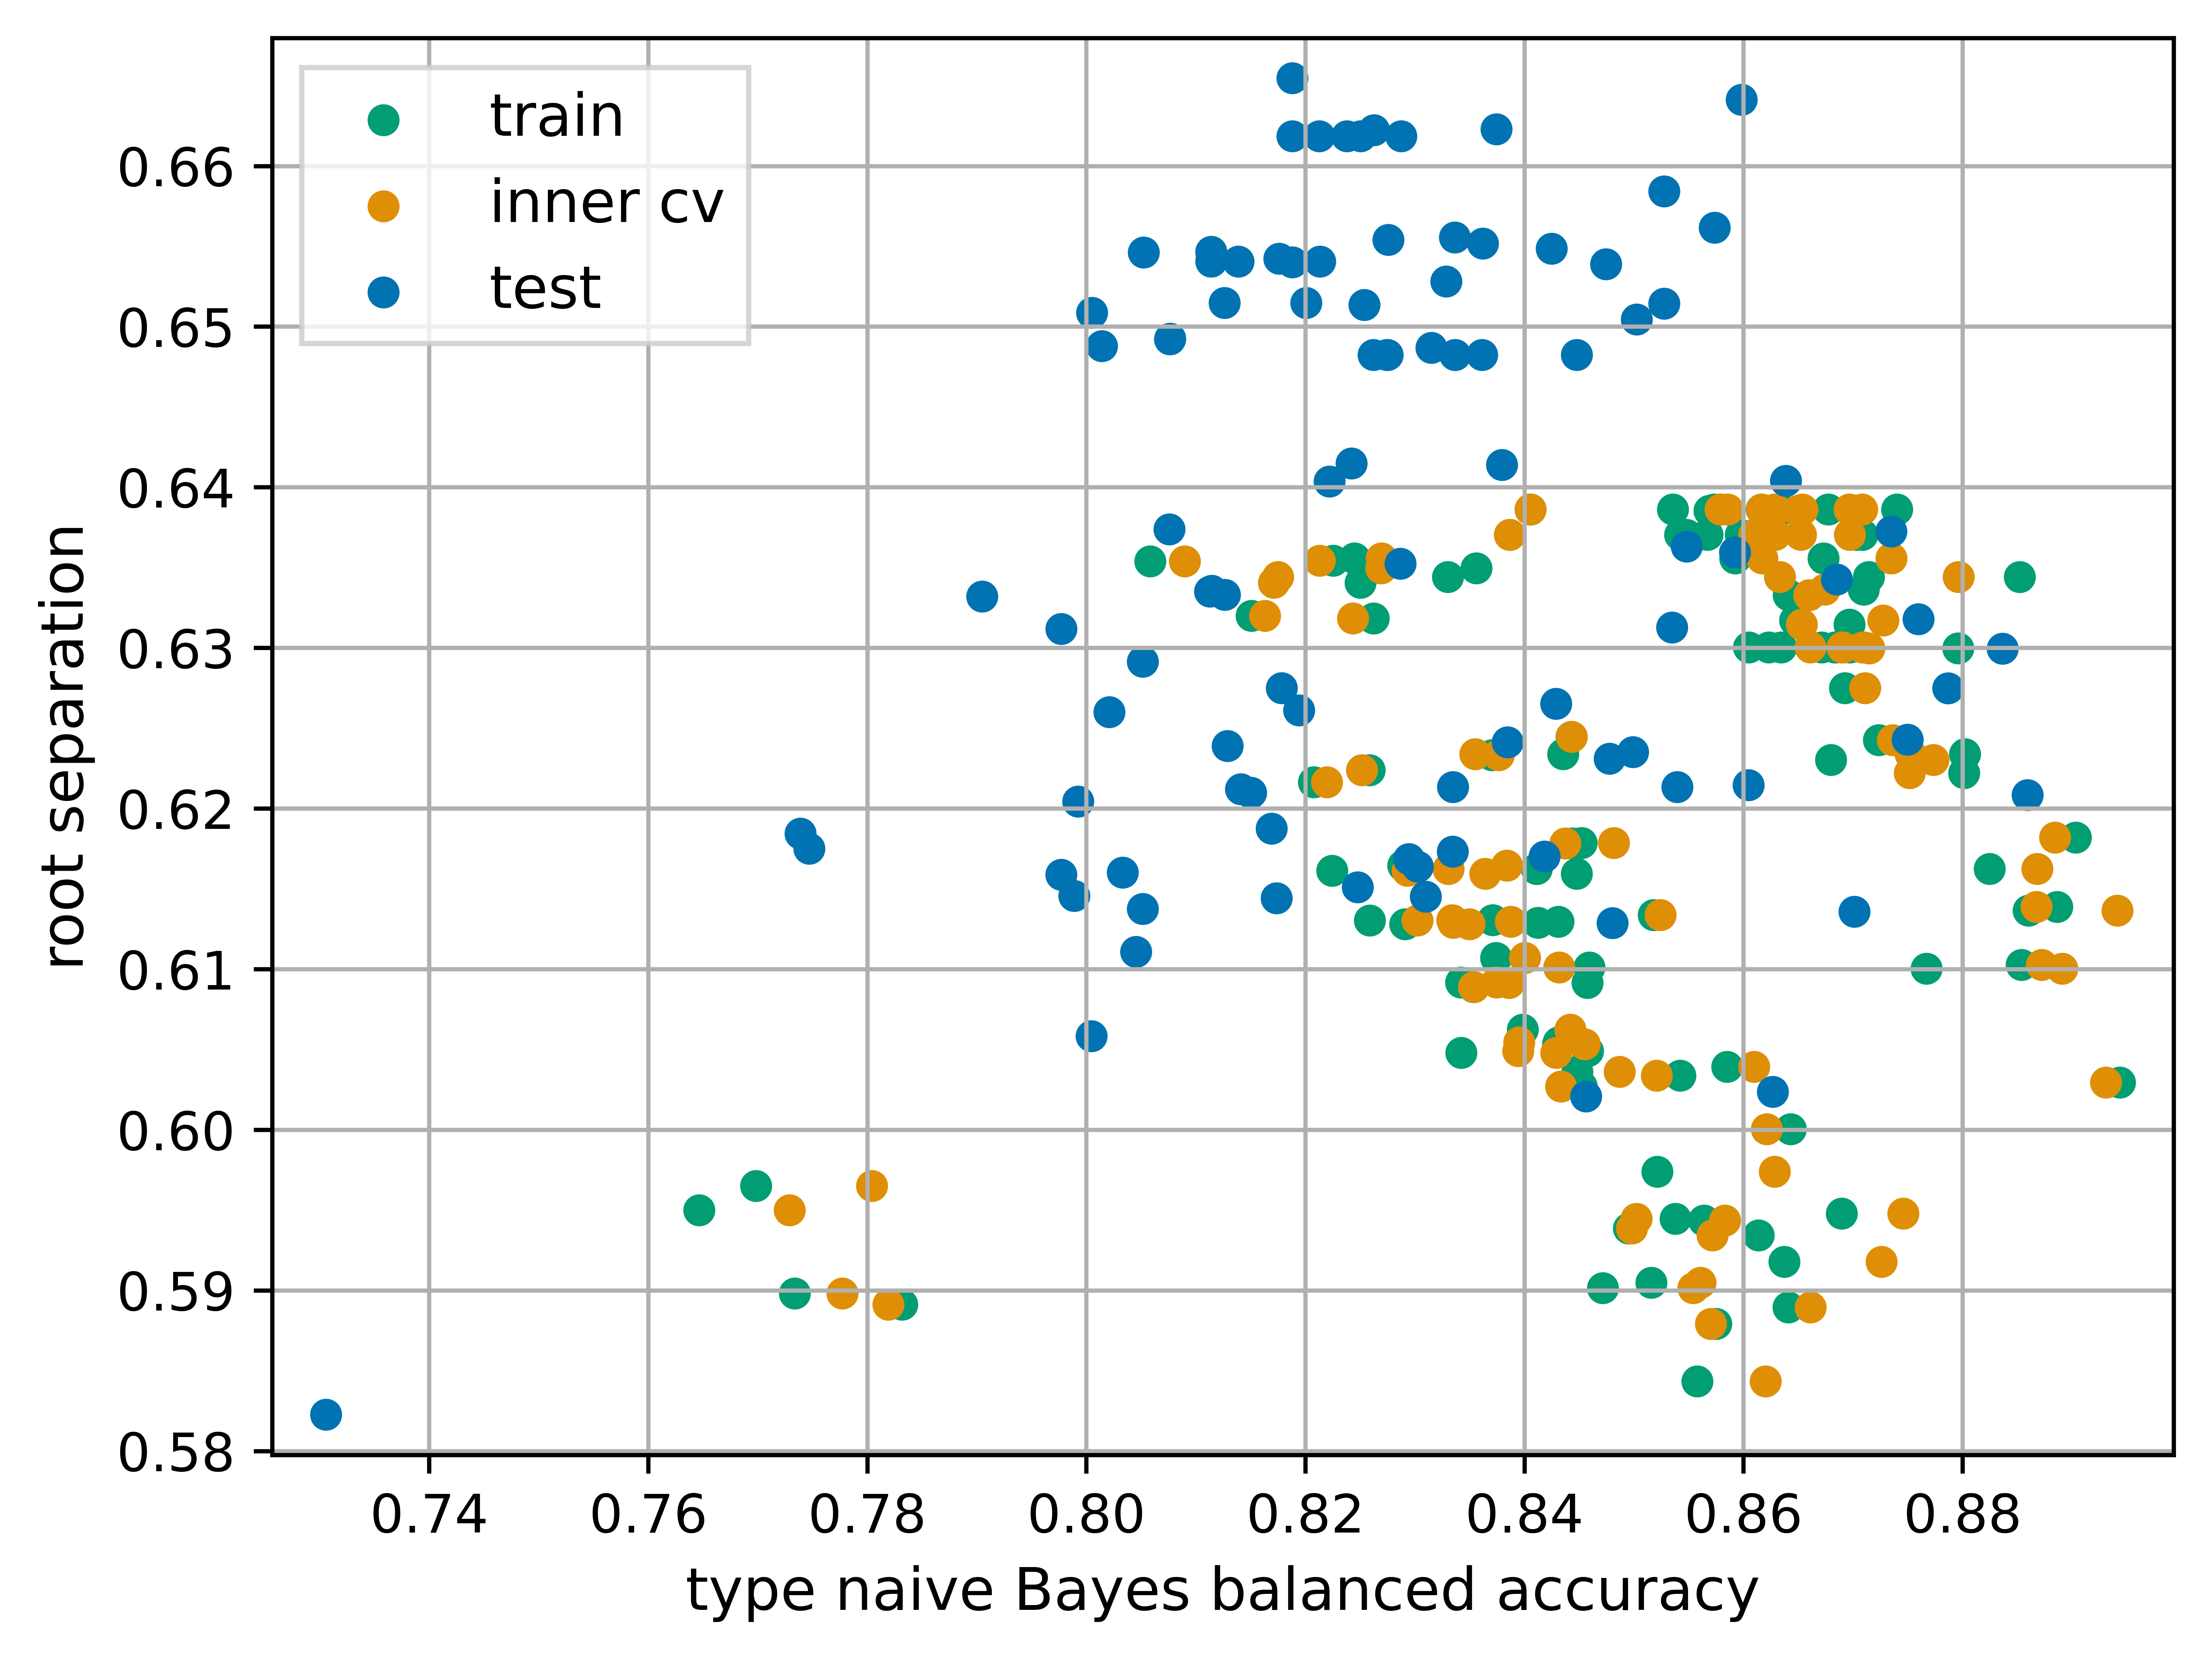 train
inner cv
test
0.66
0.65
0.64
0.63
0.62
0.61
0.60
0.59
0.58
root separation
0.74 0.76 0.78 0.80 0.82 0.84 0.86 0.88
type naive Bayes balanced accuracy